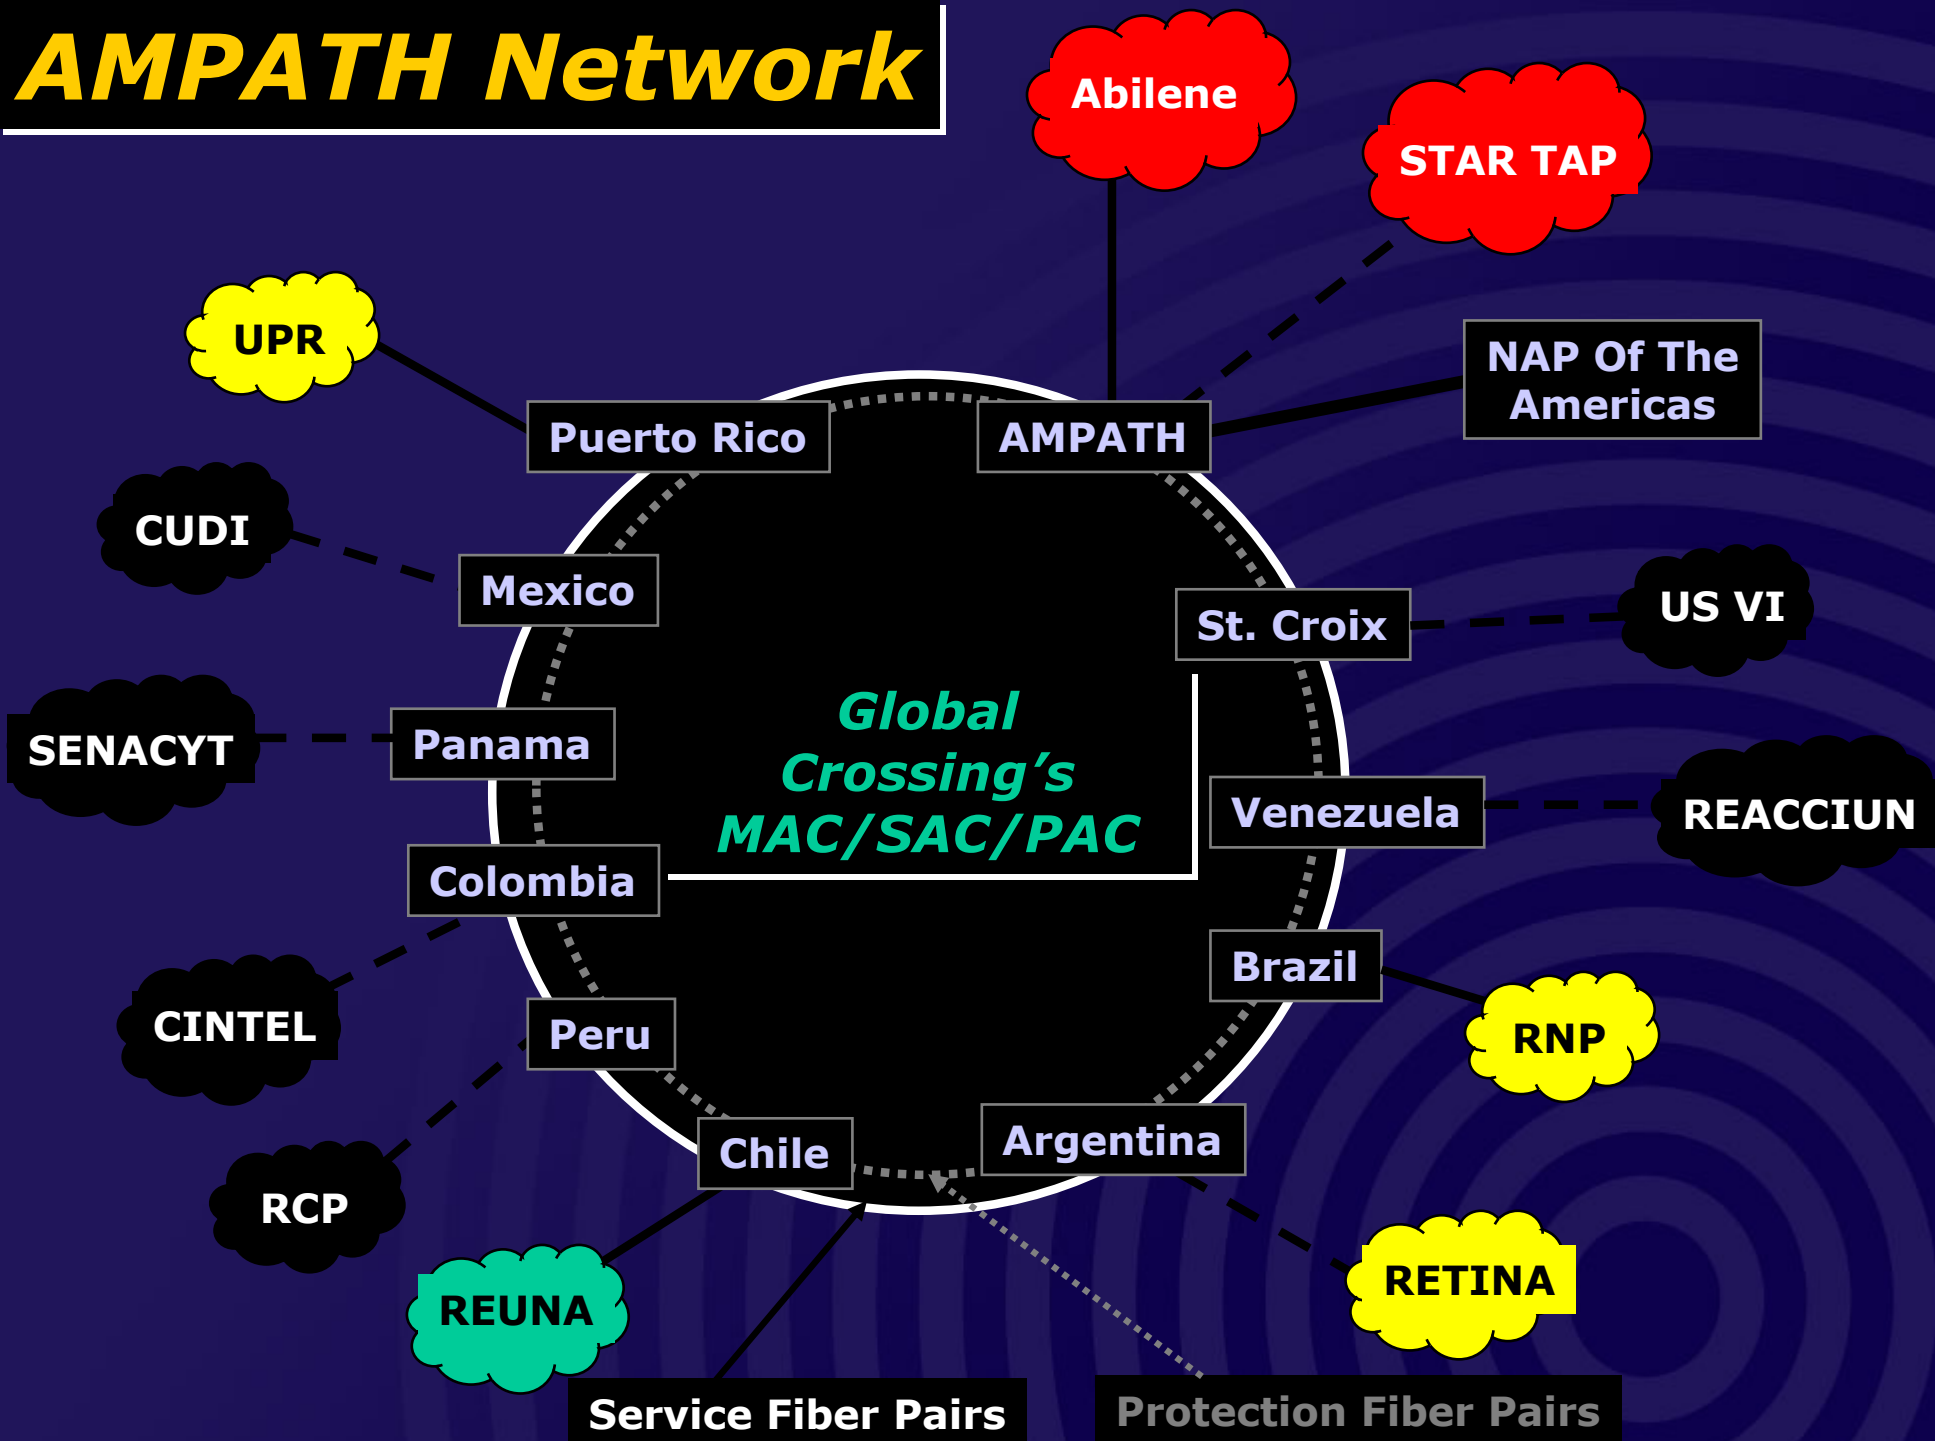 AMPATH Network
Abilene
STAR TAP
UPR
NAP Of The
Americas
Puerto Rico
AMPATH
CUDI
Mexico
St. Croix
US VI
SENACYT
Panama
Global
Crossing’s
MAC/SAC/PAC
Venezuela
REACCIUN
Colombia
Brazil
CINTEL
Peru
RNP
Chile
Argentina
RCP
REUNA
RETINA
Service Fiber Pairs
Protection Fiber Pairs